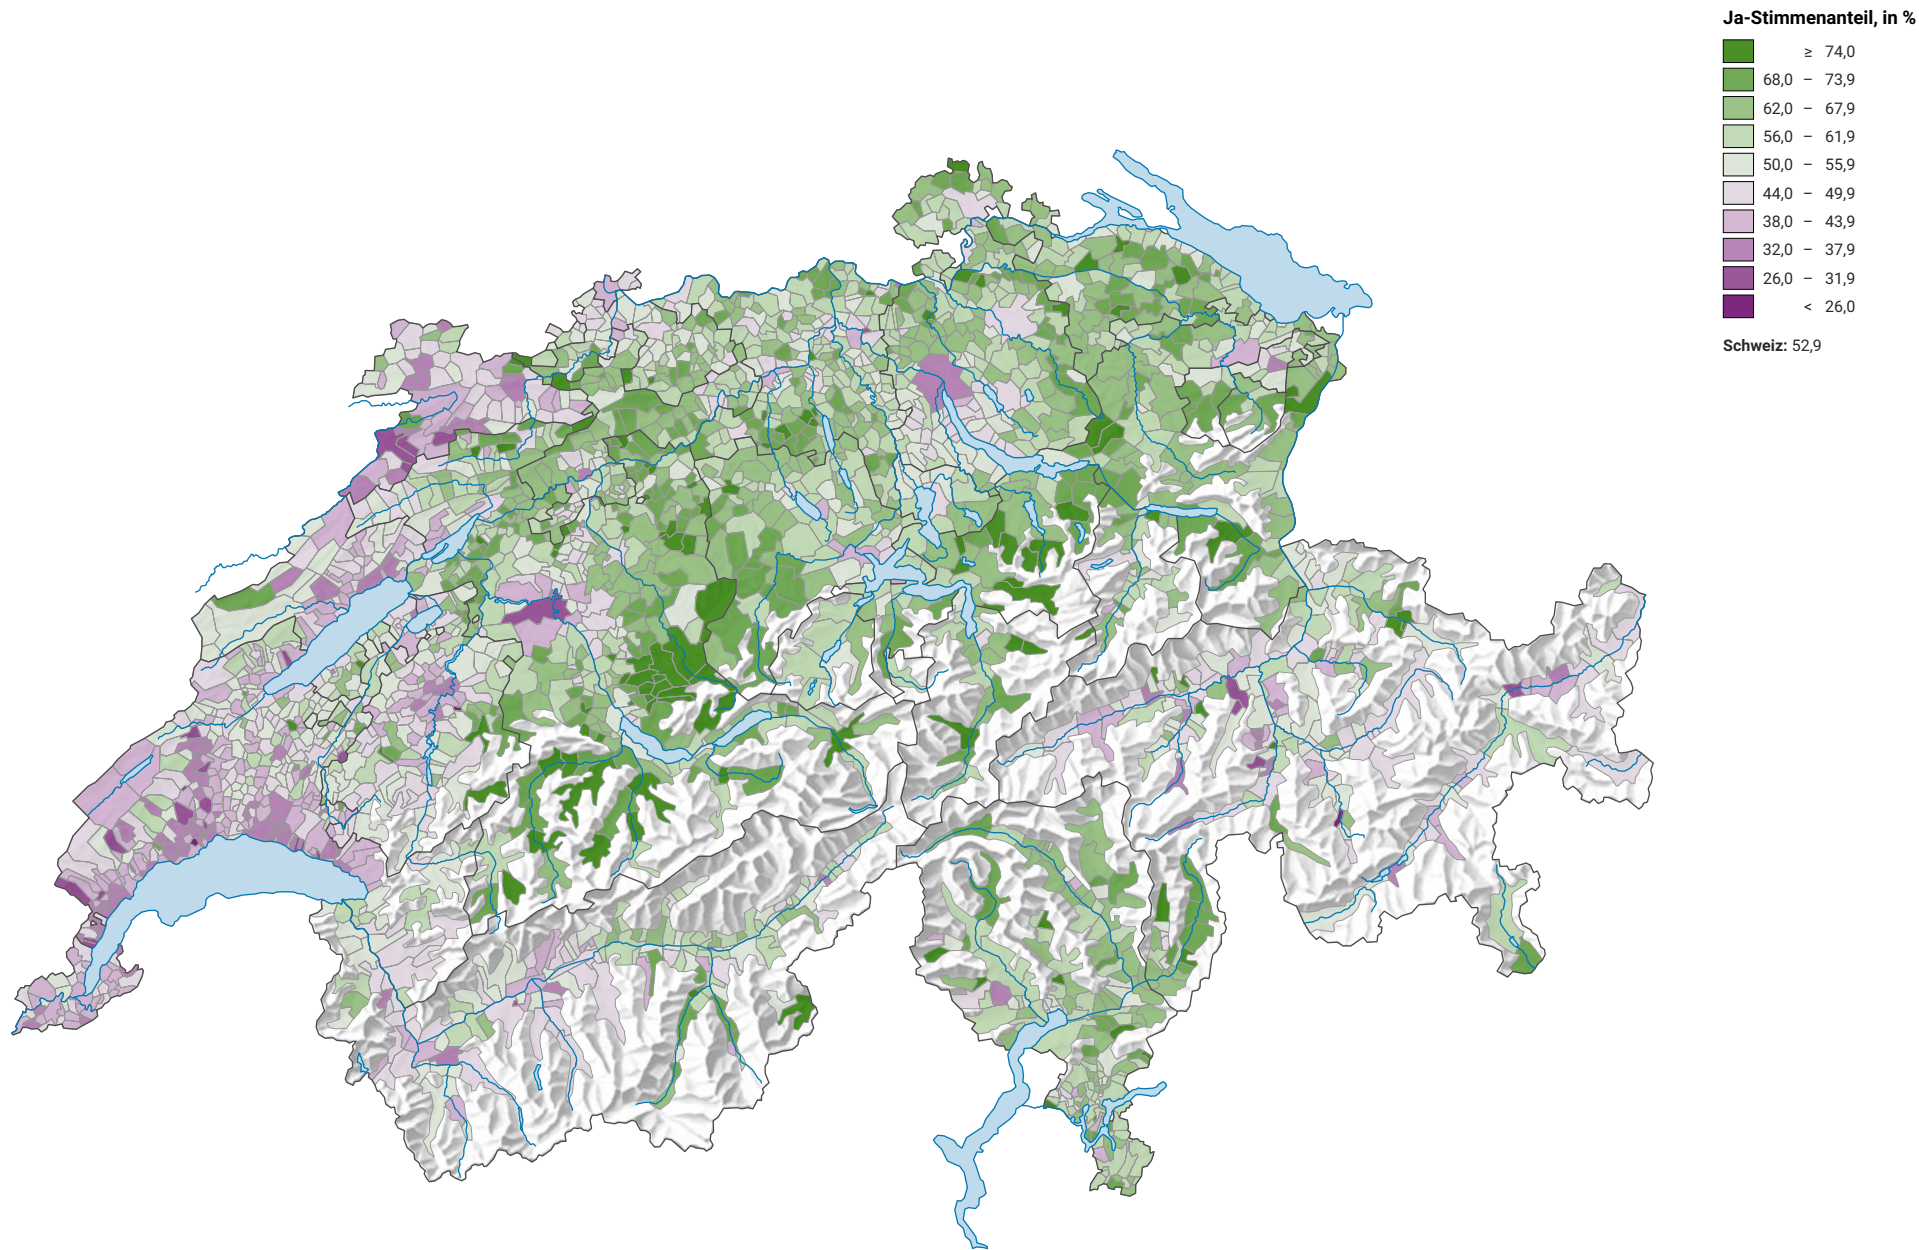 Ja-Stimmenanteil, in %
≥ 74,0
68,0 – 73,9
62,0 – 67,9
56,0 – 61,9
50,0 – 55,9
44,0 – 49,9
38,0 – 43,9
32,0 – 37,9
26,0 – 31,9
< 26,0
Schweiz: 52,9